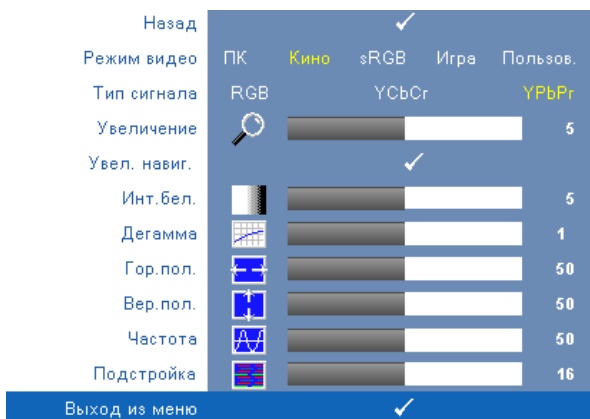 Назад
Режим видео ПК Кино sRGB Игра Пользов.
Тип сигнала RGB YCbCr YPbPr
Увеличение 5
Увел. навиг.
Инт.бел. 5
Дегамма 1
Гор.пол. 50
Вер.пол. 50
Частота 50
Подстройка 16
Выход из меню